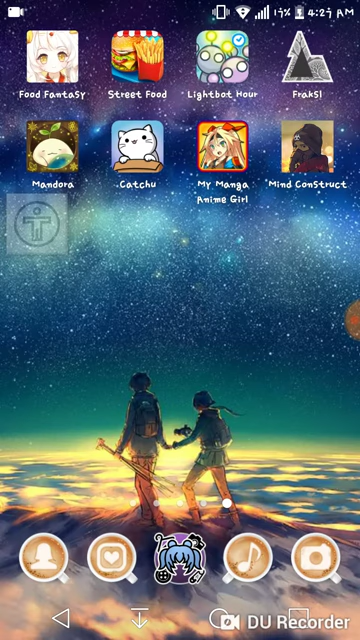 17% 4:27 AM
Food Fantasy Street Food Lightbot Hour Fraksl
Mandora Catchu My Manga Mind Construct
Anime Girl
DU Recorder